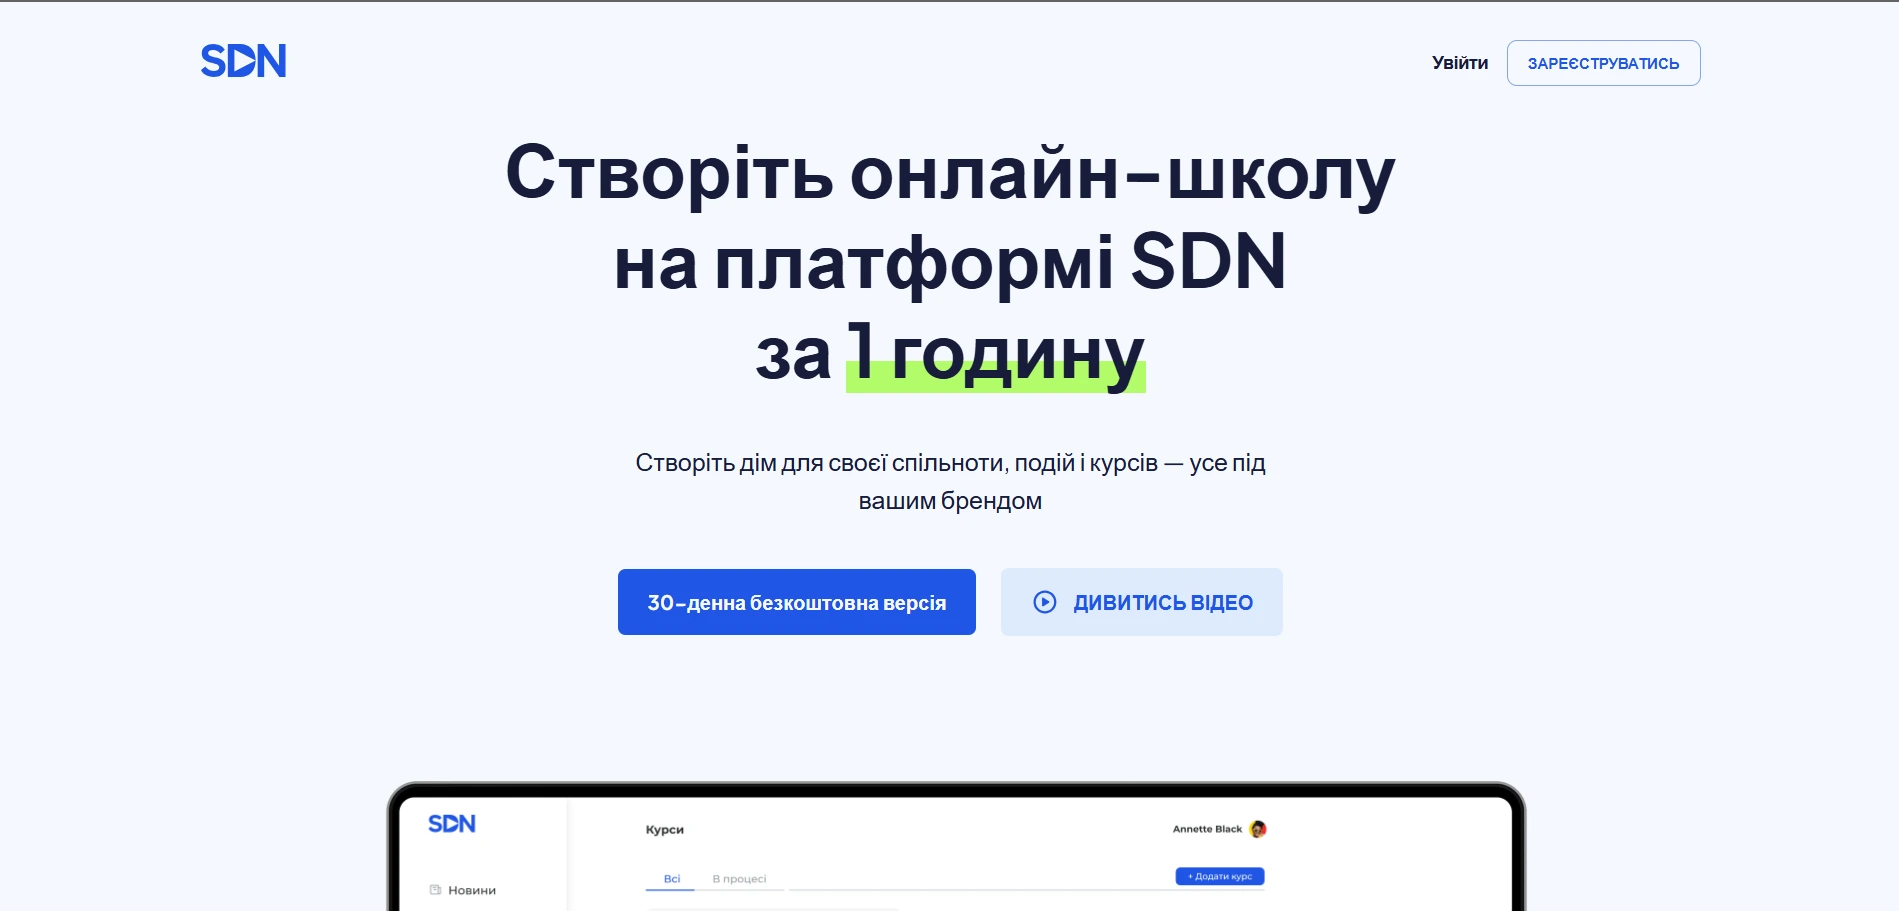 SDN
Увійти
ЗАРЕЄСТРУВАТИСЬ
Створіть онлайн-школу
на платформі SDN
за 1 годину
Створіть дім для своєї спільноти, подій і курсів — усе під
вашим брендом
30-денна безкоштовна версія
ДИВИТИСЬ ВІДЕО
SDN
Курси
Annette Black
Всі
В процесі
+ Додати курс
Новини